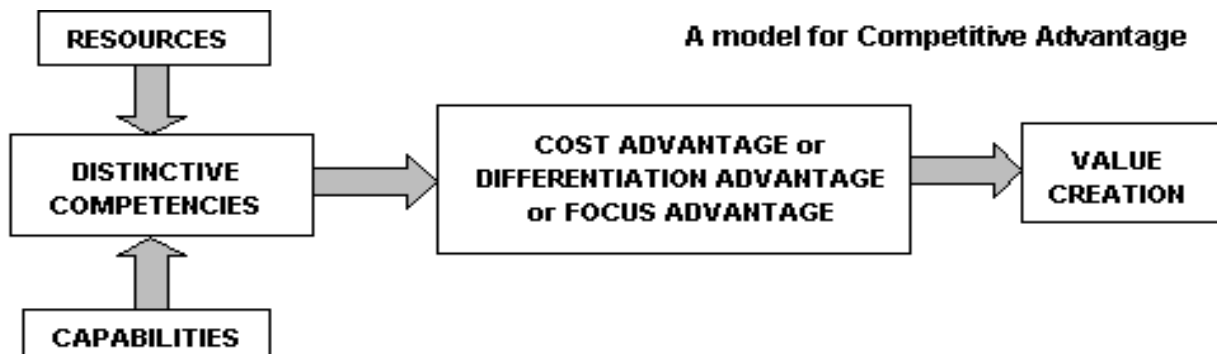 RESOURCES
A model for Competitive Advantage
DISTINCTIVE
COMPETENCIES
COST ADVANTAGE or
DIFFERENTIATION ADVANTAGE
or FOCUS ADVANTAGE
VALUE
CREATION
CAPABILITIES